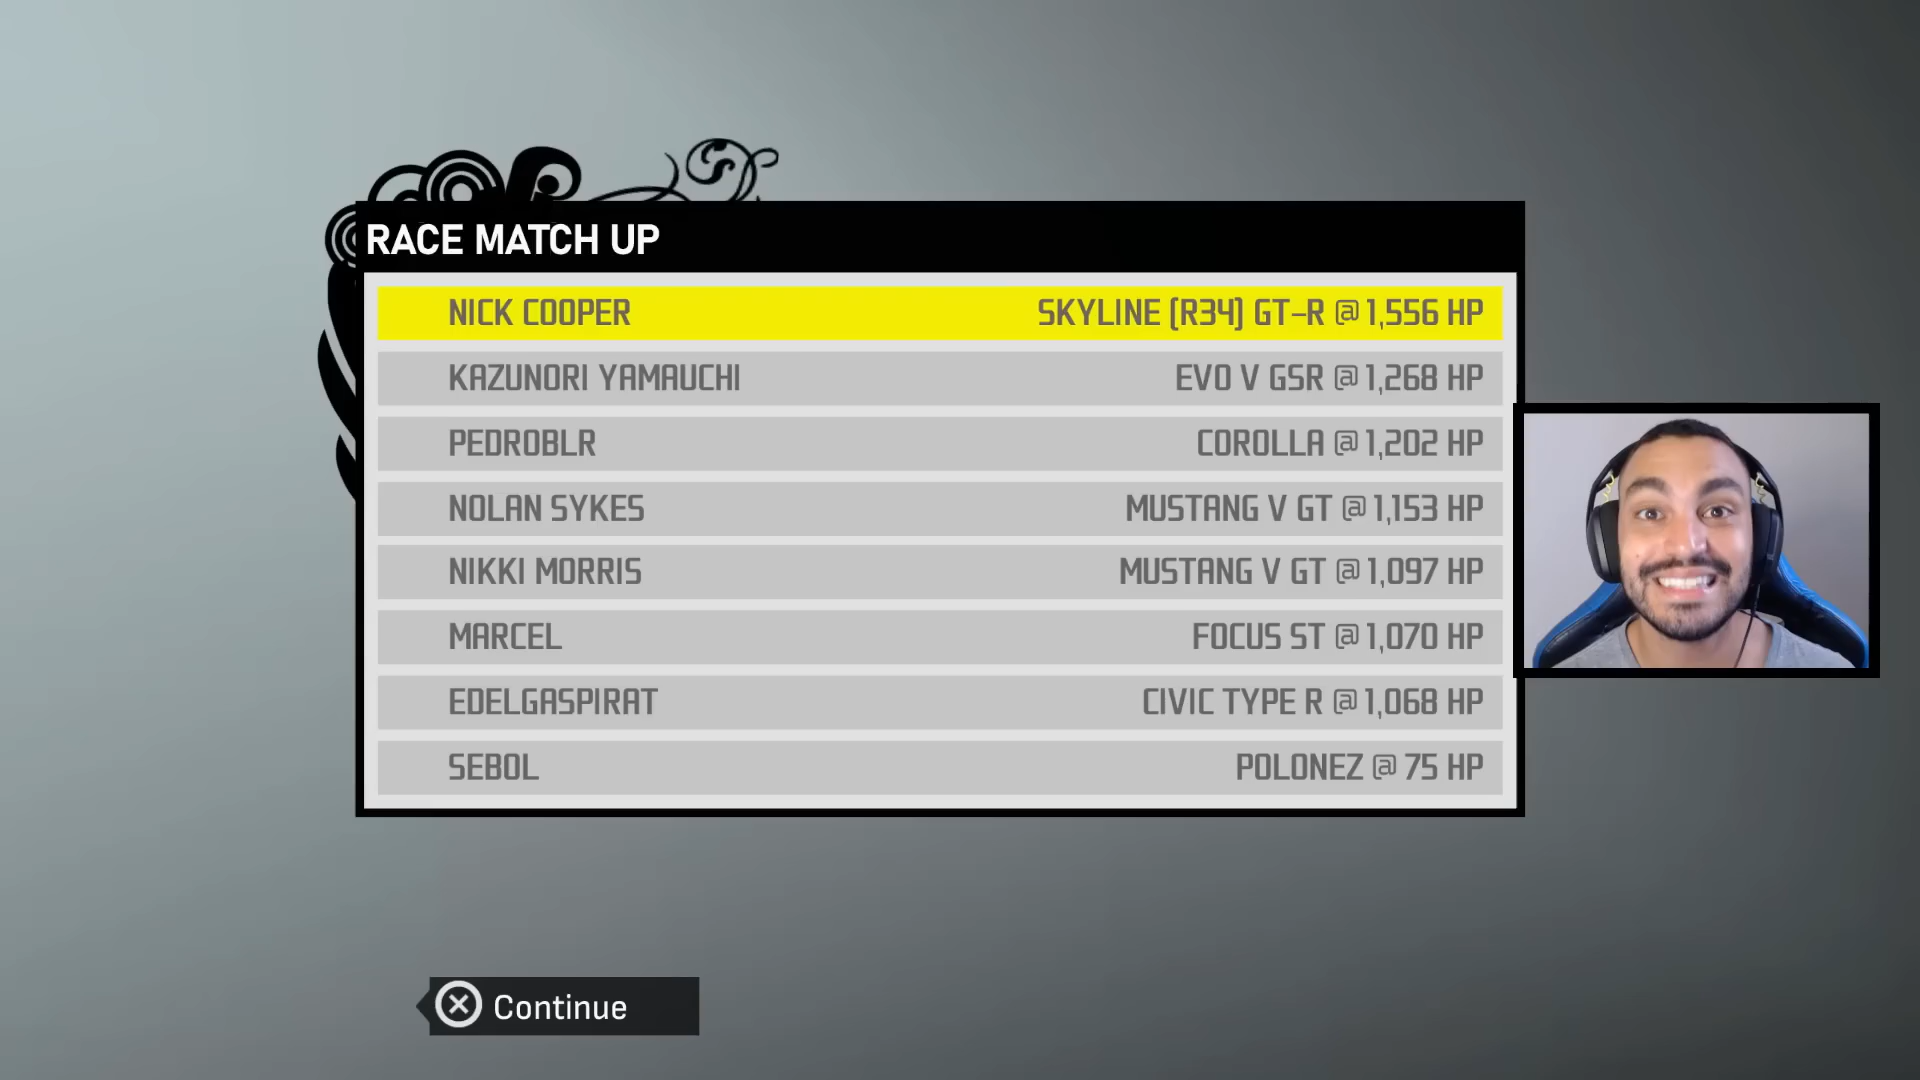 RACE MATCH UP
NICK COOPER SKYLINE (R34) GT-R @ 1,556 HP
KAZUNORI YAMAUCHI EVO V GSR @ 1,268 HP
PEDROBLR COROLLA @ 1,202 HP
NOLAN SYKES MUSTANG V GT @ 1,153 HP
NIKKI MORRIS MUSTANG V GT @ 1,097 HP
MARCEL FOCUS ST @ 1,070 HP
EDELGASPIRAT CIVIC TYPE R @ 1,068 HP
SEBOL POLONEZ @ 75 HP
Continue